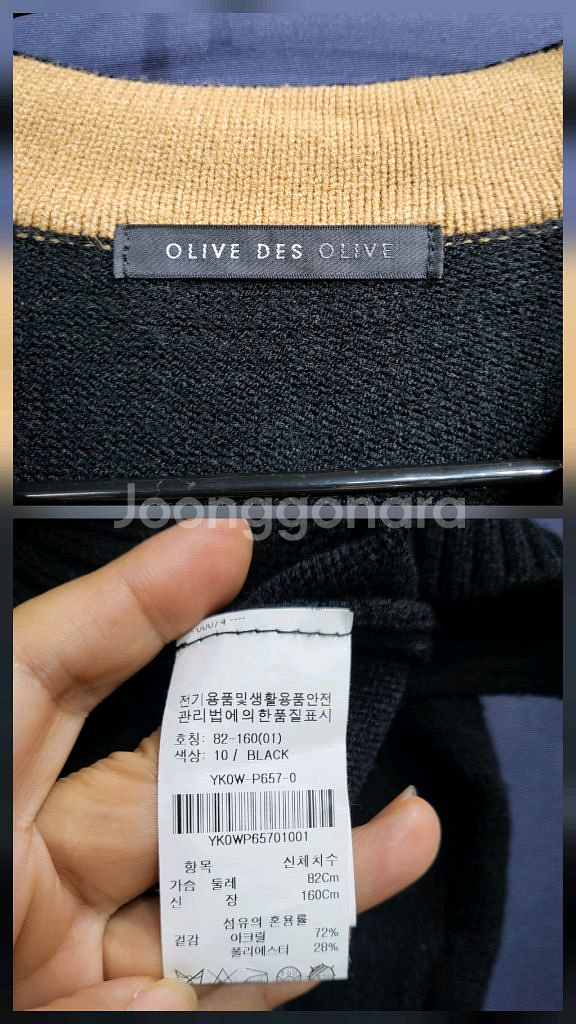 OLIVE DES OLIVE
Joonggonara
00074 ----
전기용품및생활용품안전
관리법에의한품질표시
호칭: 82-160(01)
색상: 10 / BLACK
YK0W-P657-0
YK0WP65701001
항목 신체치수
가슴 둘레 82Cm
신 장 160Cm
섬유의 혼용률
겉감 아크릴 72%
폴리에스터 28%